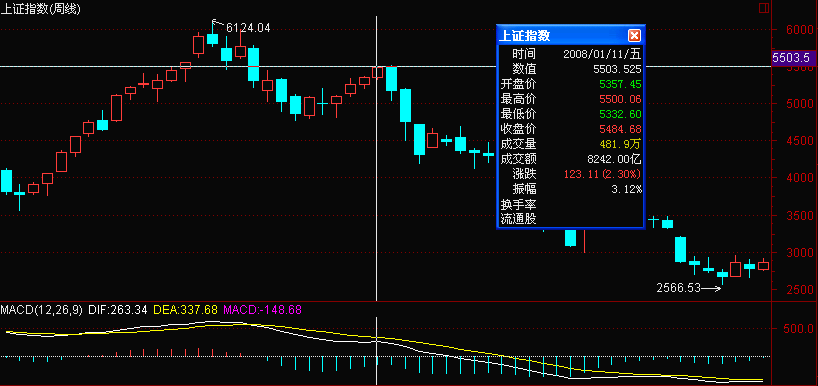 上证指数(周线)
6124.04
6000
5503.5
5000
4500
4000
3500
3000
2500
上证指数
时间 2008/01/11/五
数值 5503.525
开盘价 5357.45
最高价 5500.06
最低价 5332.60
收盘价 5484.68
成交量 481.9万
成交额 8242.00亿
涨跌 123.11(2.30%)
振幅 3.12%
换手率
流通股
2566.53
MACD(12,26,9) DIF:263.34 DEA:337.68 MACD:-148.68
500.0